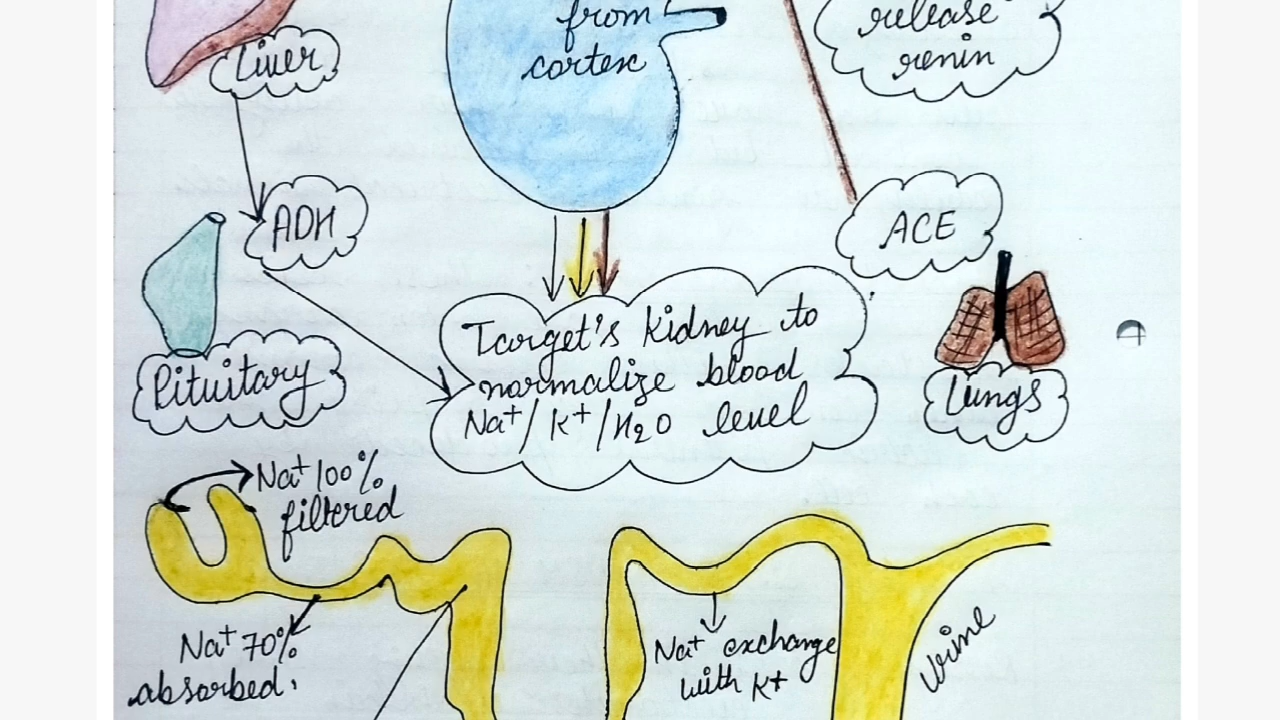 from
cortex
release
renin
Liver
ADH
ACE
Pituitary
Target's Kidney to
normalize blood
Na+/K+/H2O level
Lungs
Na+ 100%
filtered
Na+ 70%
absorbed.
Na+ exchange
with K+
Urine